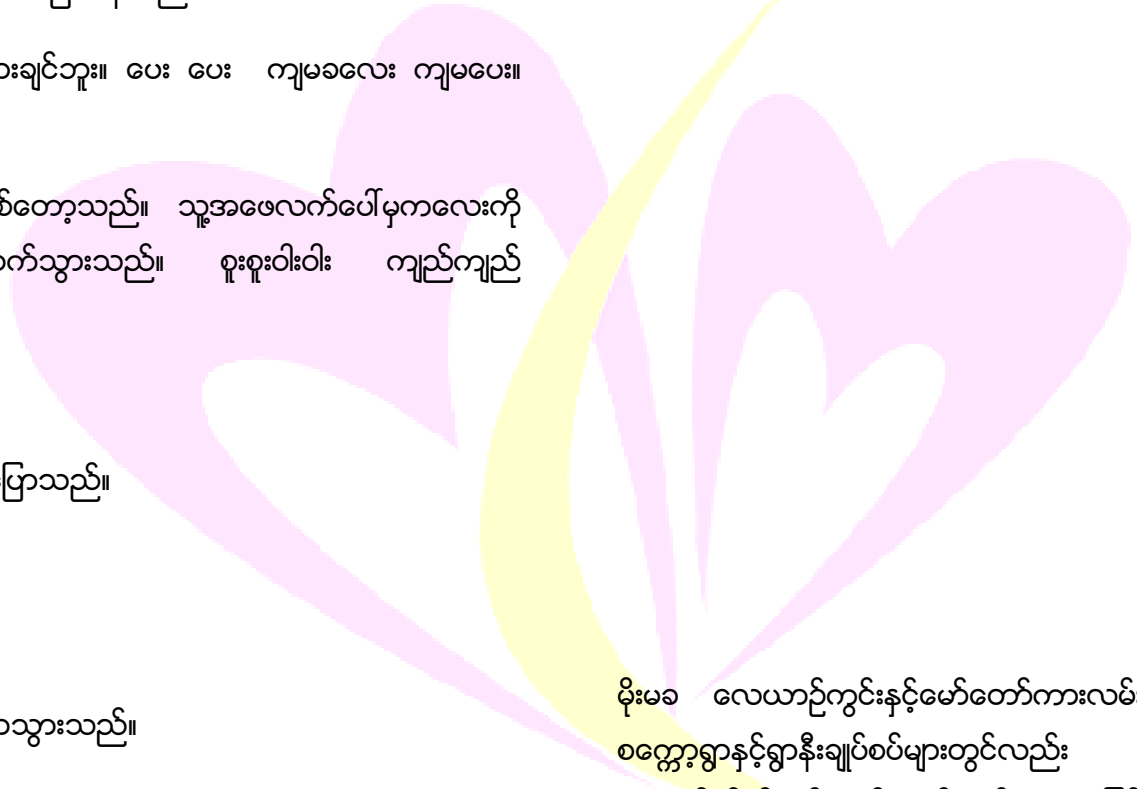 ချင်ဘူး။ ပေး ပေး ကျမခလေး ကျမပေး။
တော့သည်။ သူ့အဖေလက်ပေါ်မှကလေးကို
သွားသည်။ စူးစူးဝါးဝါး ကျည်ကျည်
ပြောသည်။
သွားသည်။
မိုးမခ လေယာဉ်ကွင်းနှင့်မော်တော်ကားလမ်း
စက္ကော့ရွာနှင့်ရွာနီးချုပ်စပ်များတွင်လည်း